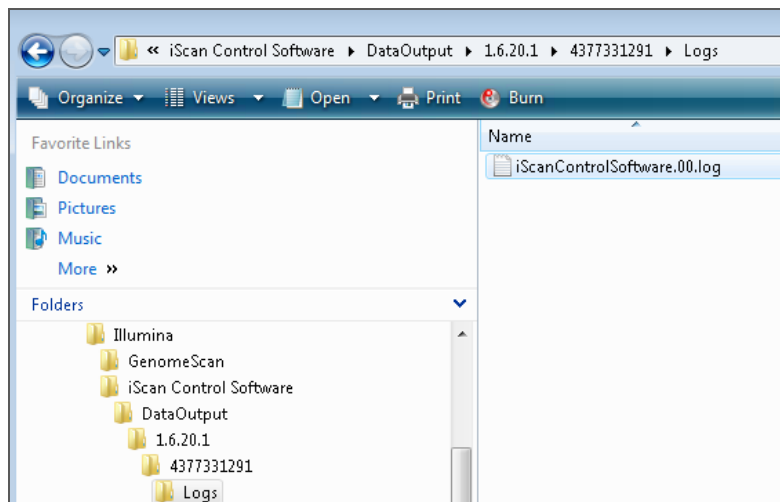 « iScan Control Software ▸ DataOutput ▸ 1.6.20.1 ▸ 4377331291 ▸ Logs
Organize Views Open Print Burn
Favorite Links
Documents
Pictures
Music
More »
Folders
Illumina
GenomeScan
iScan Control Software
DataOutput
1.6.20.1
4377331291
Logs
Name
iScanControlSoftware.00.log